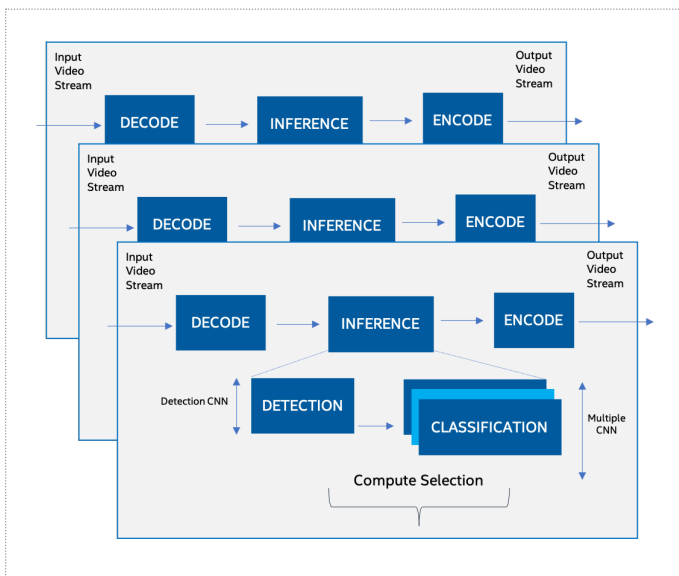 Input
Video
Stream
Output
Video
Stream
DECODE
INFERENCE
ENCODE
Input
Video
Stream
Output
Video
Stream
DECODE
INFERENCE
ENCODE
Input
Video
Stream
Output
Video
Stream
DECODE
INFERENCE
ENCODE
Detection CNN
DETECTION
CLASSIFICATION
Multiple
CNN
Compute Selection